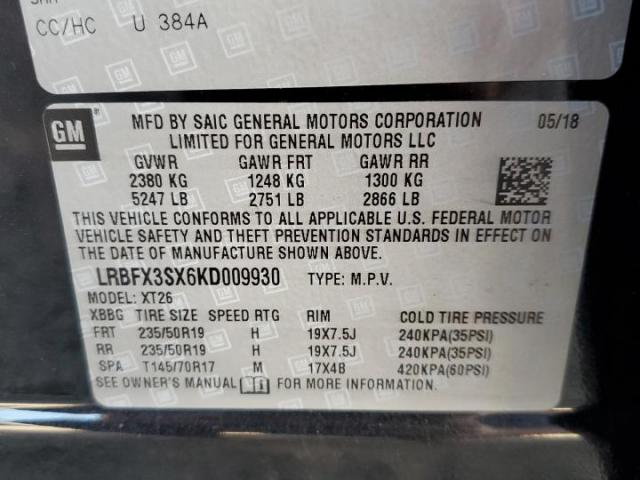 CC/HC U 384A
GM
MFD BY SAIC GENERAL MOTORS CORPORATION 05/18
LIMITED FOR GENERAL MOTORS LLC
GVWR GAWR FRT GAWR RR
2380 KG 1248 KG 1300 KG
5247 LB 2751 LB 2866 LB
THIS VEHICLE CONFORMS TO ALL APPLICABLE U.S. FEDERAL MOTOR
VEHICLE SAFETY AND THEFT PREVENTION STANDARDS IN EFFECT ON
THE DATE OF MANUFACTURE SHOWN ABOVE.
LRBFX3SX6KD009930 TYPE: M.P.V.
MODEL: XT26
XBBG TIRE SIZE SPEED RTG RIM COLD TIRE PRESSURE
FRT 235/50R19 H 19X7.5J 240KPA(35PSI)
RR 235/50R19 H 19X7.5J 240KPA(35PSI)
SPA T145/70R17 M 17X4B 420KPA(60PSI)
SEE OWNER'S MANUAL FOR MORE INFORMATION.